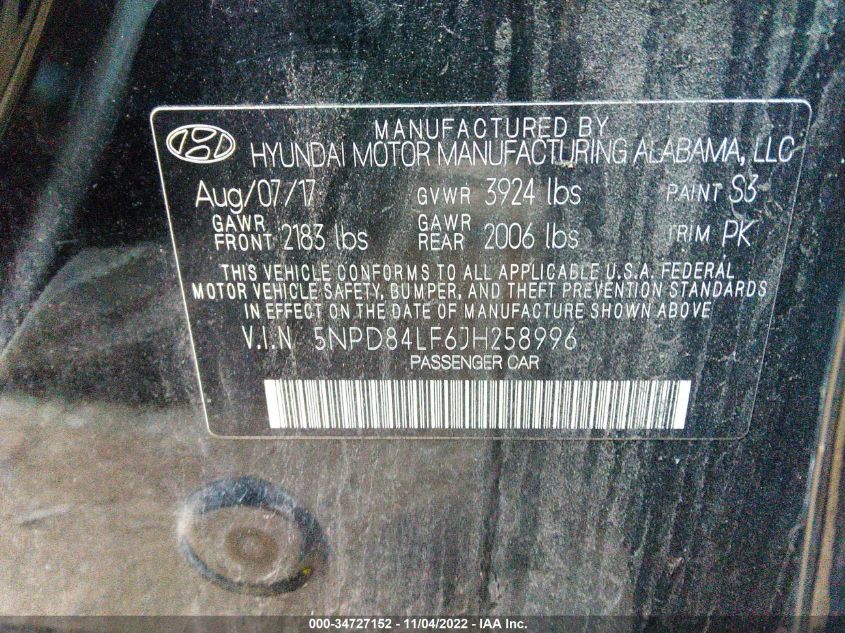 MANUFACTURED BY
HYUNDAI MOTOR MANUFACTURING ALABAMA, LLC
Aug/07/17 GVWR 3924 lbs PAINT S3
GAWR FRONT 2183 lbs GAWR REAR 2006 lbs TRIM PK
THIS VEHICLE CONFORMS TO ALL APPLICABLE U.S.A. FEDERAL
MOTOR VEHICLE SAFETY, BUMPER, AND THEFT PREVENTION STANDARDS
IN EFFECT ON THE DATE OF MANUFACTURE SHOWN ABOVE
V.I.N 5NPD84LF6JH258996
PASSENGER CAR
000-34727152 - 11/04/2022 - IAA Inc.